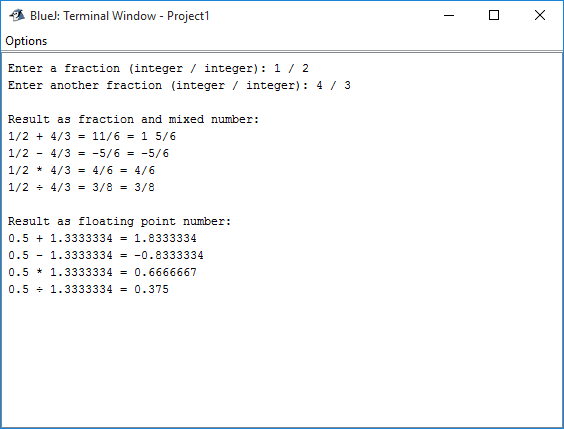 BlueJ: Terminal Window - Project1
Options
Enter a fraction (integer / integer): 1 / 2
Enter another fraction (integer / integer): 4 / 3
Result as fraction and mixed number:
1/2 + 4/3 = 11/6 = 1 5/6
1/2 - 4/3 = -5/6 = -5/6
1/2 * 4/3 = 4/6 = 4/6
1/2 ÷ 4/3 = 3/8 = 3/8
Result as floating point number:
0.5 + 1.3333334 = 1.8333334
0.5 - 1.3333334 = -0.8333334
0.5 * 1.3333334 = 0.6666667
0.5 ÷ 1.3333334 = 0.375